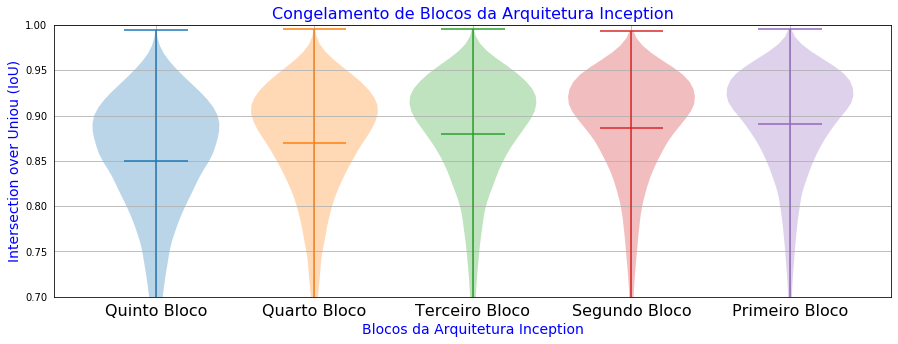 Congelamento de Blocos da Arquitetura Inception
Intersection over Uniou (IoU)
1.00
0.95
0.90
0.85
0.80
0.75
0.70
Quinto Bloco
Quarto Bloco
Terceiro Bloco
Segundo Bloco
Primeiro Bloco
Blocos da Arquitetura Inception